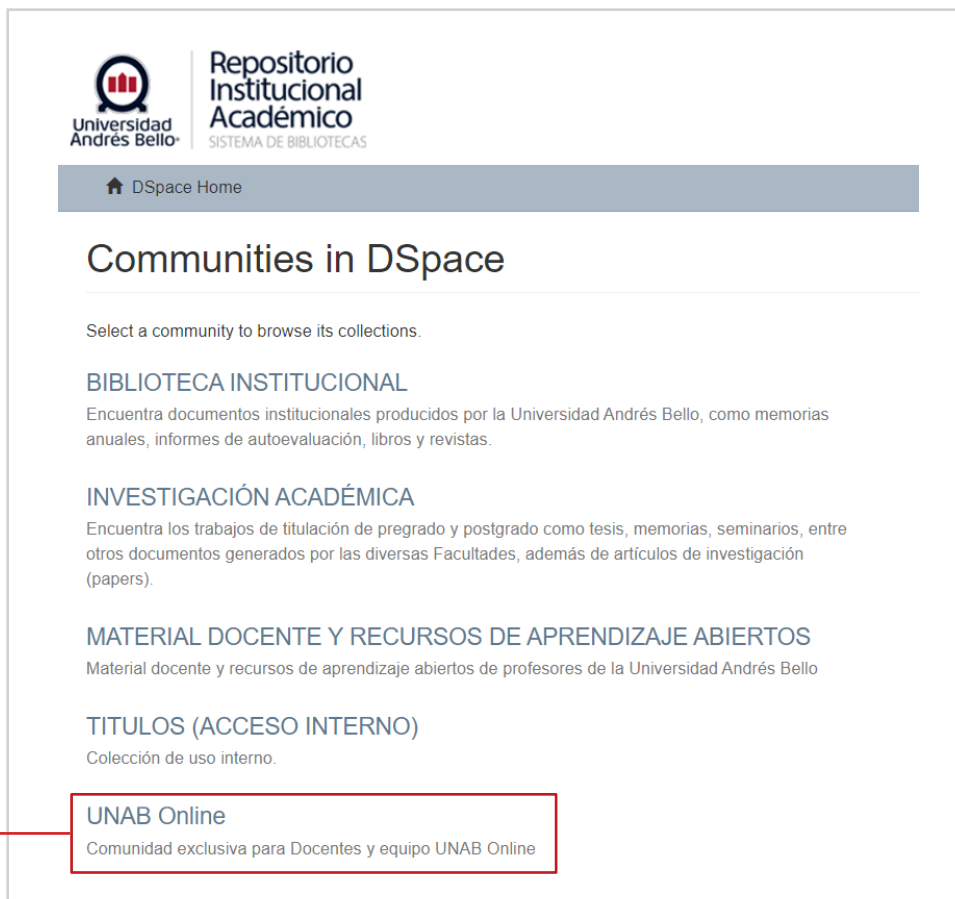 Universidad
Andrés Bello
Repositorio
Institucional
Académico
SISTEMA DE BIBLIOTECAS
DSpace Home
Communities in DSpace
Select a community to browse its collections.
BIBLIOTECA INSTITUCIONAL
Encuentra documentos institucionales producidos por la Universidad Andrés Bello, como memorias
anuales, informes de autoevaluación, libros y revistas.
INVESTIGACIÓN ACADÉMICA
Encuentra los trabajos de titulación de pregrado y postgrado como tesis, memorias, seminarios, entre
otros documentos generados por las diversas Facultades, además de artículos de investigación
(papers).
MATERIAL DOCENTE Y RECURSOS DE APRENDIZAJE ABIERTOS
Material docente y recursos de aprendizaje abiertos de profesores de la Universidad Andrés Bello
TITULOS (ACCESO INTERNO)
Colección de uso interno.
UNAB Online
Comunidad exclusiva para Docentes y equipo UNAB Online